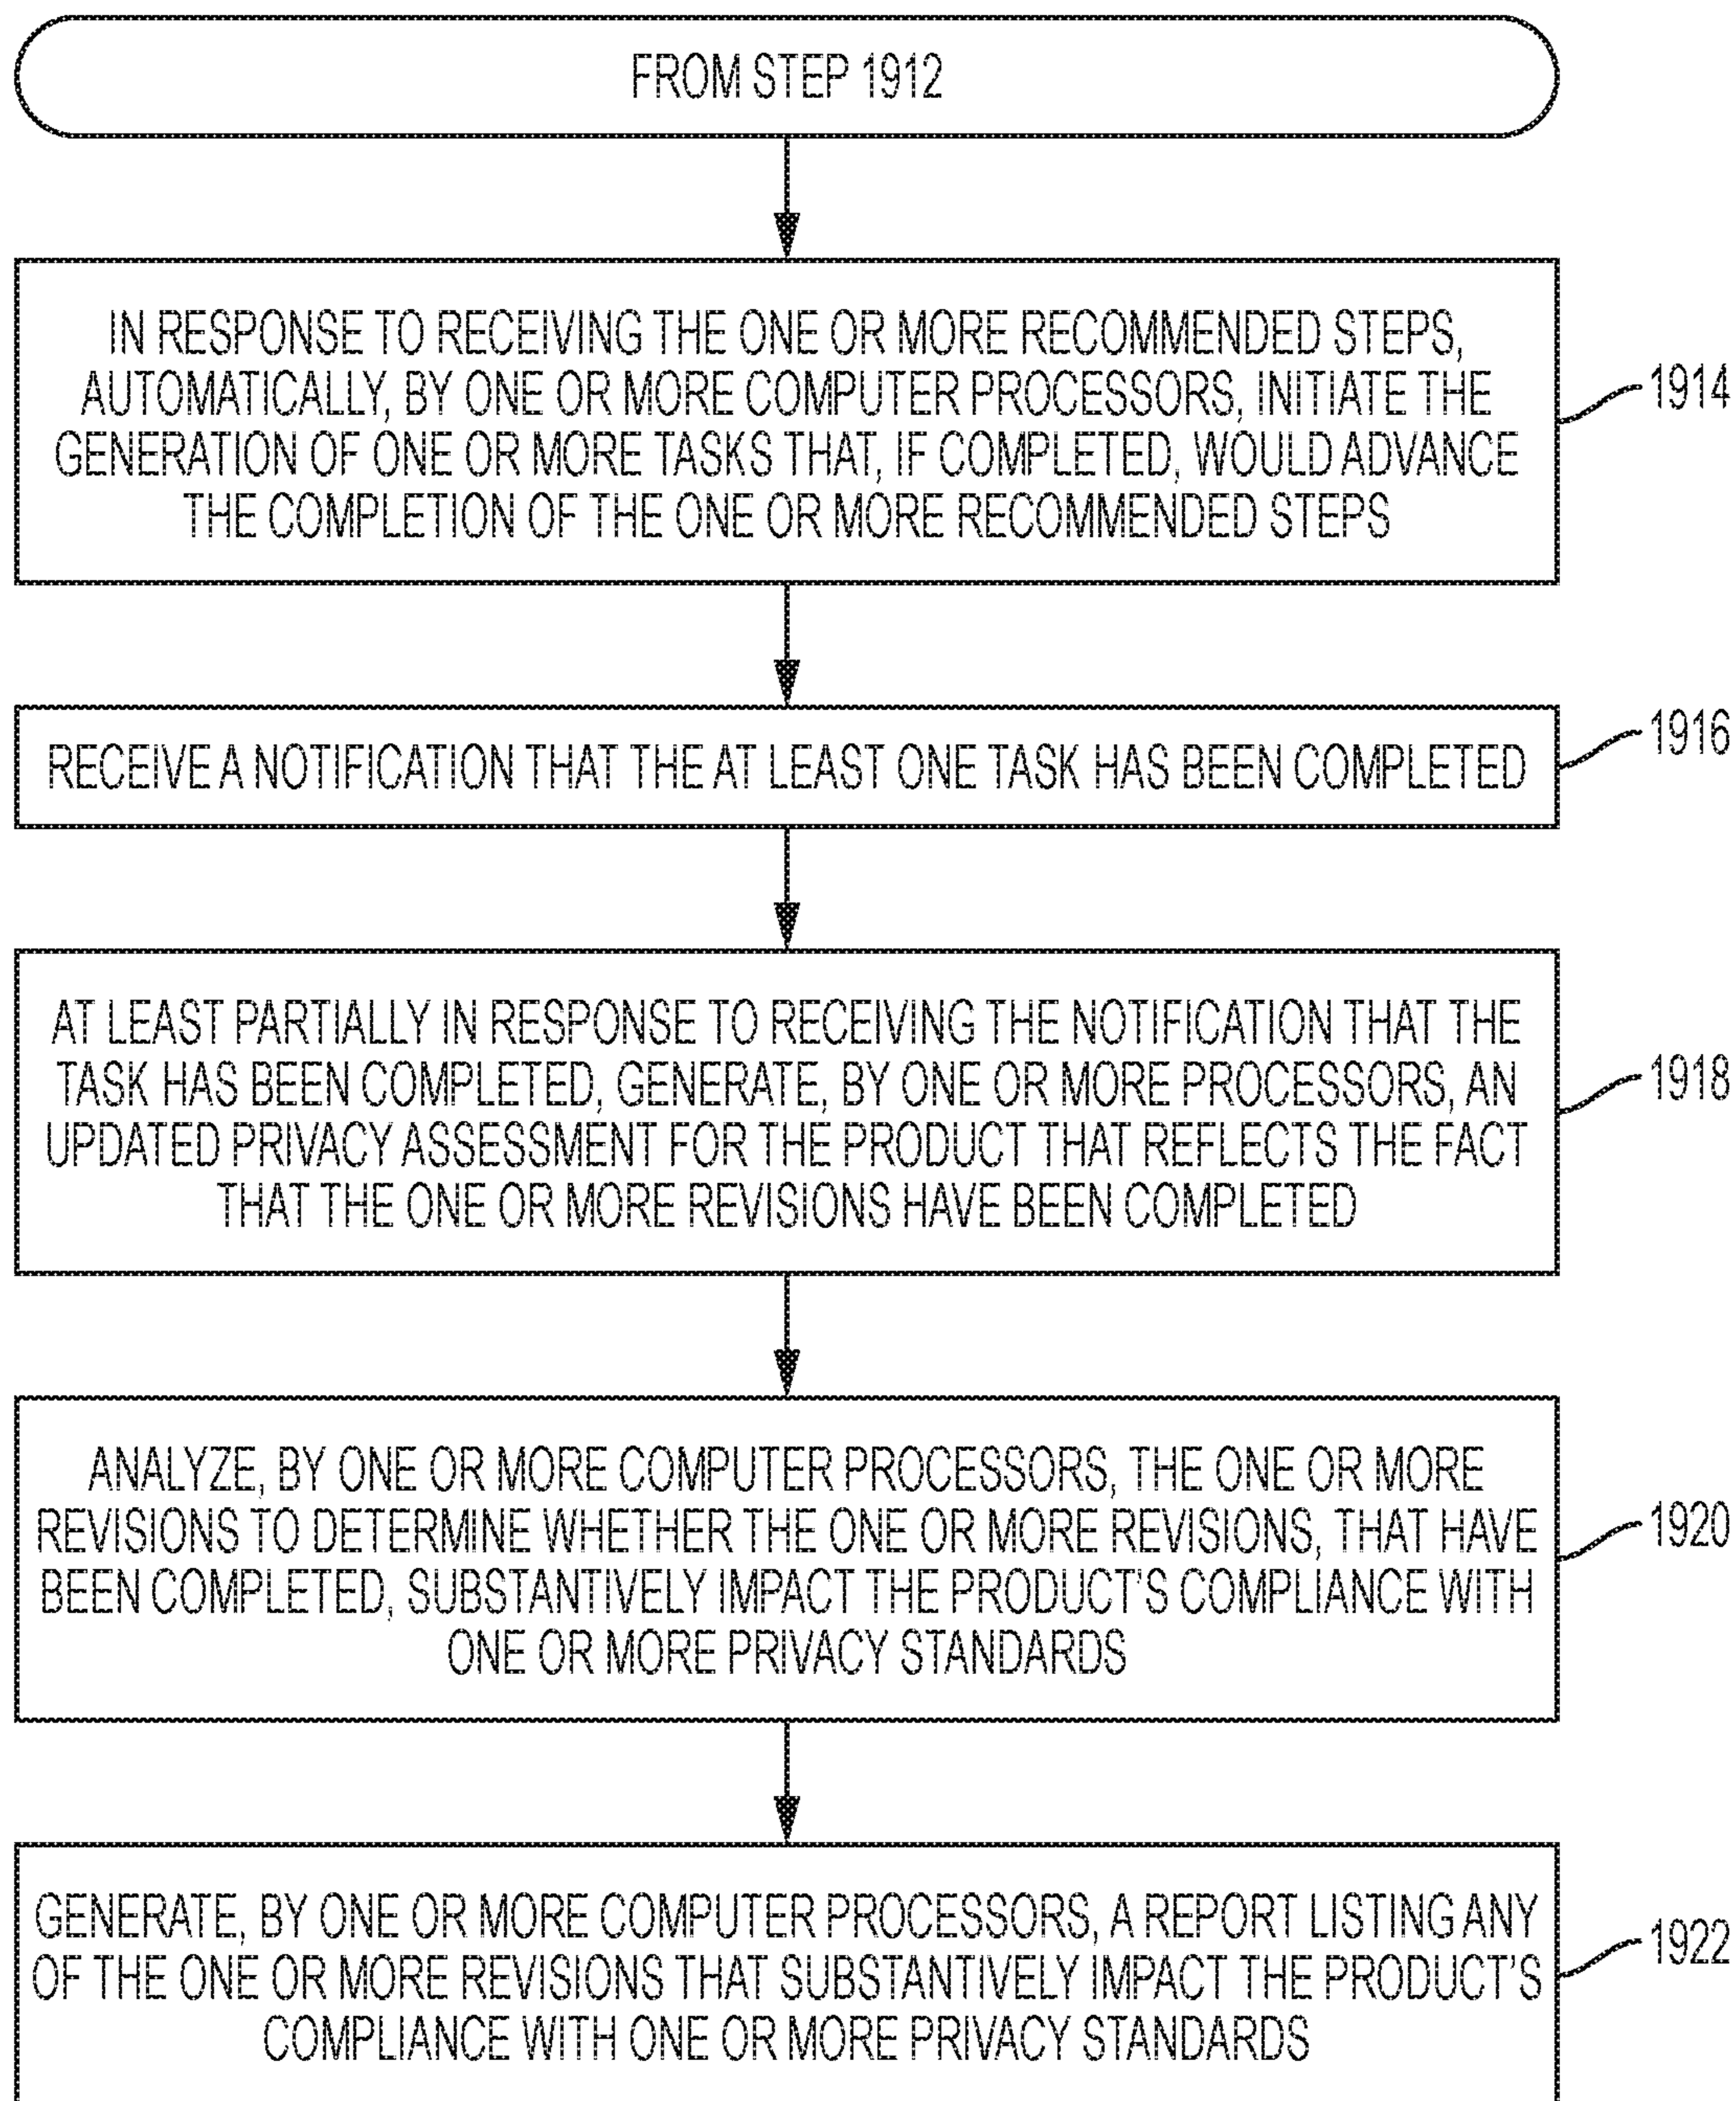 FROM STEP 1912
IN RESPONSE TO RECEIVING THE ONE OR MORE RECOMMENDED STEPS,
AUTOMATICALLY, BY ONE OR MORE COMPUTER PROCESSORS, INITIATE THE
GENERATION OF ONE OR MORE TASKS THAT, IF COMPLETED, WOULD ADVANCE
THE COMPLETION OF THE ONE OR MORE RECOMMENDED STEPS
1914
RECEIVE A NOTIFICATION THAT THE AT LEAST ONE TASK HAS BEEN COMPLETED
1916
AT LEAST PARTIALLY IN RESPONSE TO RECEIVING THE NOTIFICATION THAT THE
TASK HAS BEEN COMPLETED, GENERATE, BY ONE OR MORE PROCESSORS, AN
UPDATED PRIVACY ASSESSMENT FOR THE PRODUCT THAT REFLECTS THE FACT
THAT THE ONE OR MORE REVISIONS HAVE BEEN COMPLETED
1918
ANALYZE, BY ONE OR MORE COMPUTER PROCESSORS, THE ONE OR MORE
REVISIONS TO DETERMINE WHETHER THE ONE OR MORE REVISIONS, THAT HAVE
BEEN COMPLETED, SUBSTANTIVELY IMPACT THE PRODUCT'S COMPLIANCE WITH
ONE OR MORE PRIVACY STANDARDS
1920
GENERATE, BY ONE OR MORE COMPUTER PROCESSORS, A REPORT LISTING ANY
OF THE ONE OR MORE REVISIONS THAT SUBSTANTIVELY IMPACT THE PRODUCT'S
COMPLIANCE WITH ONE OR MORE PRIVACY STANDARDS
1922